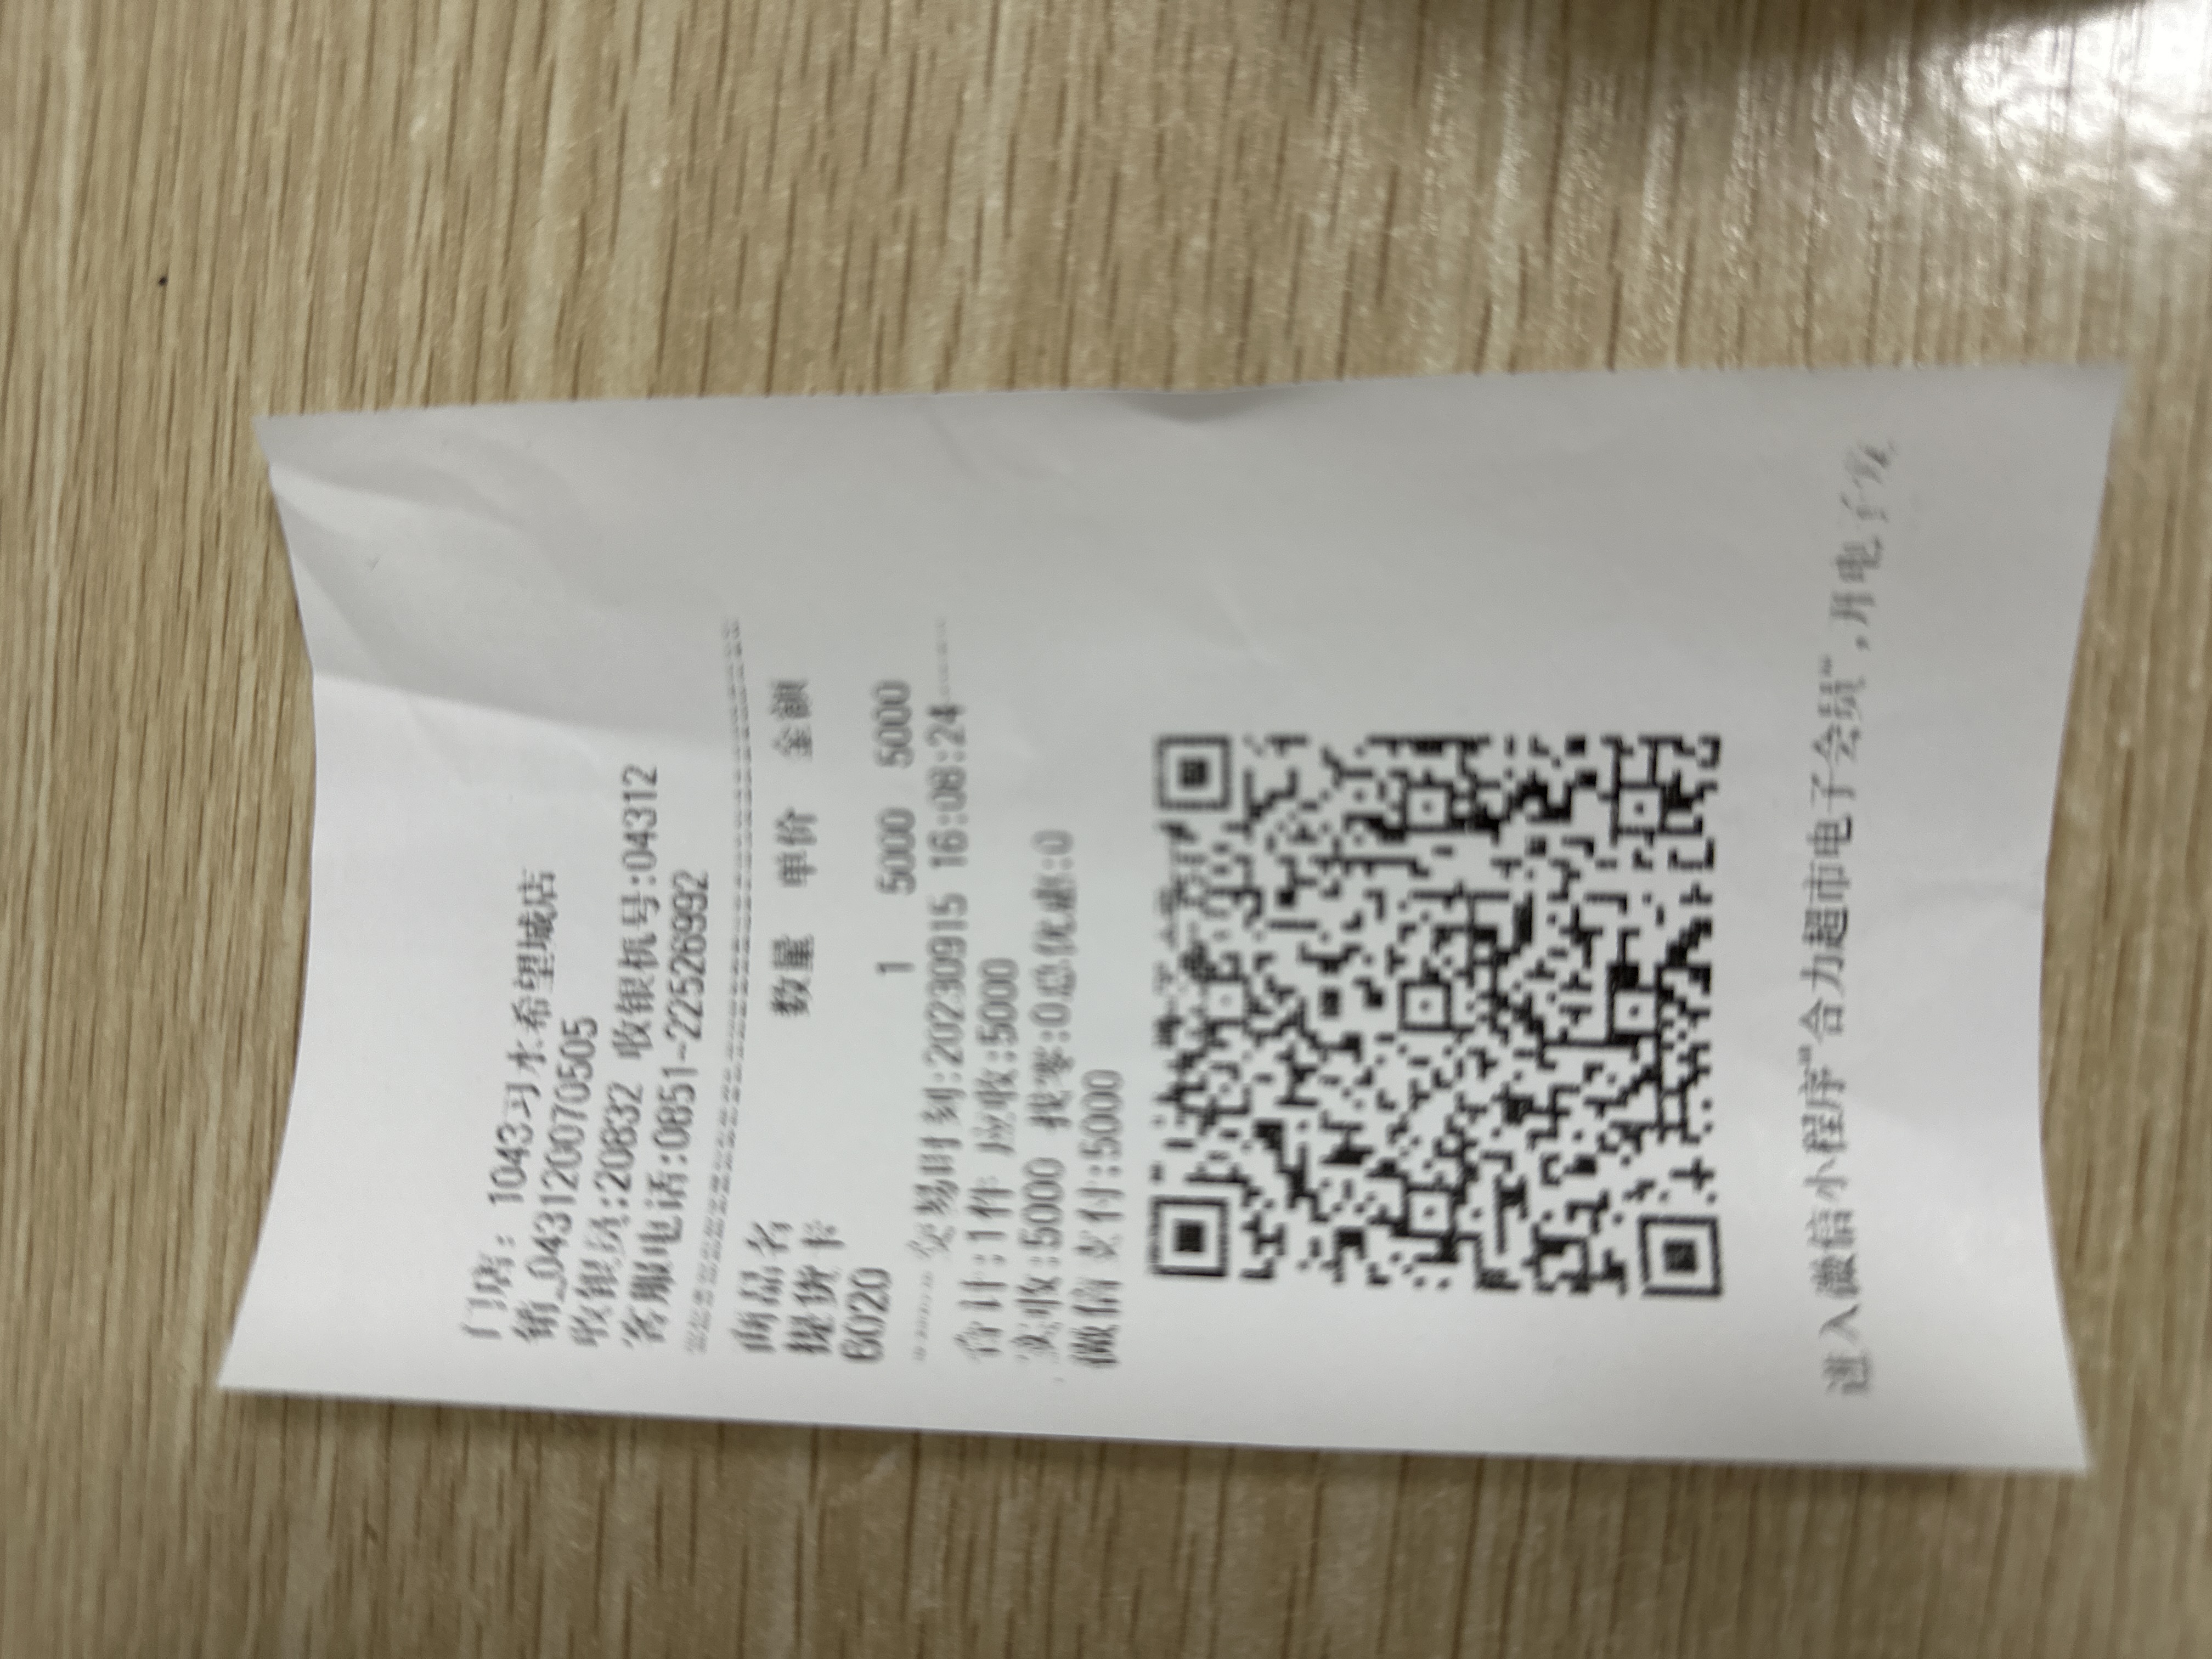 门店: 1043习水希望城店
销_0431200705​05
收银员:20832 收银机号:04312
客服电话:0851-22526992
商品名 数量 单价 金额
提货卡
6020 1 5000 5000
交易时刻:20230915 16:08:24
合计:1件 应收:5000
实收:5000 找零:0总优惠:0
微信支付:5000
进入微信小程序"合力超市电子会员",开电子